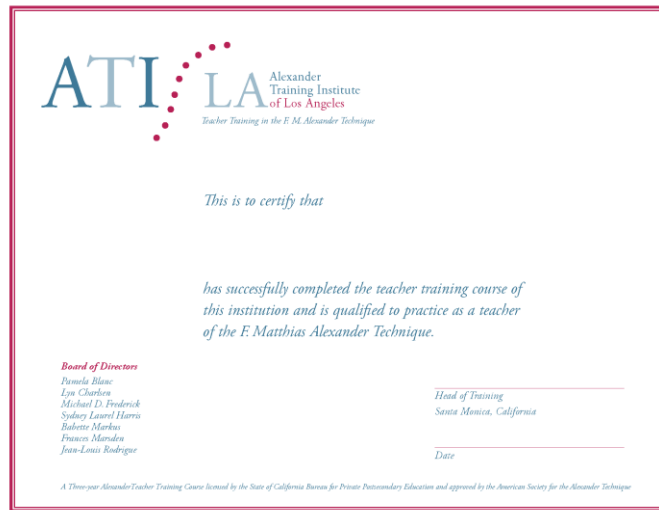 ATI LA
Alexander
Training Institute
of Los Angeles
Teacher Training in the F. M. Alexander Technique
This is to certify that
has successfully completed the teacher training course of
this institution and is qualified to practice as a teacher
of the F. Matthias Alexander Technique.
Board of Directors
Pamela Blanc
Lyn Charlsen
Michael D. Frederick
Sydney Laurel Harris
Babette Markus
Frances Marsden
Jean-Louis Rodrigue
Head of Training
Santa Monica, California
Date
A Three-year AlexanderTeacher Training Course licensed by the State of California Bureau for Private Postsecondary Education and approved by the American Society for the Alexander Technique